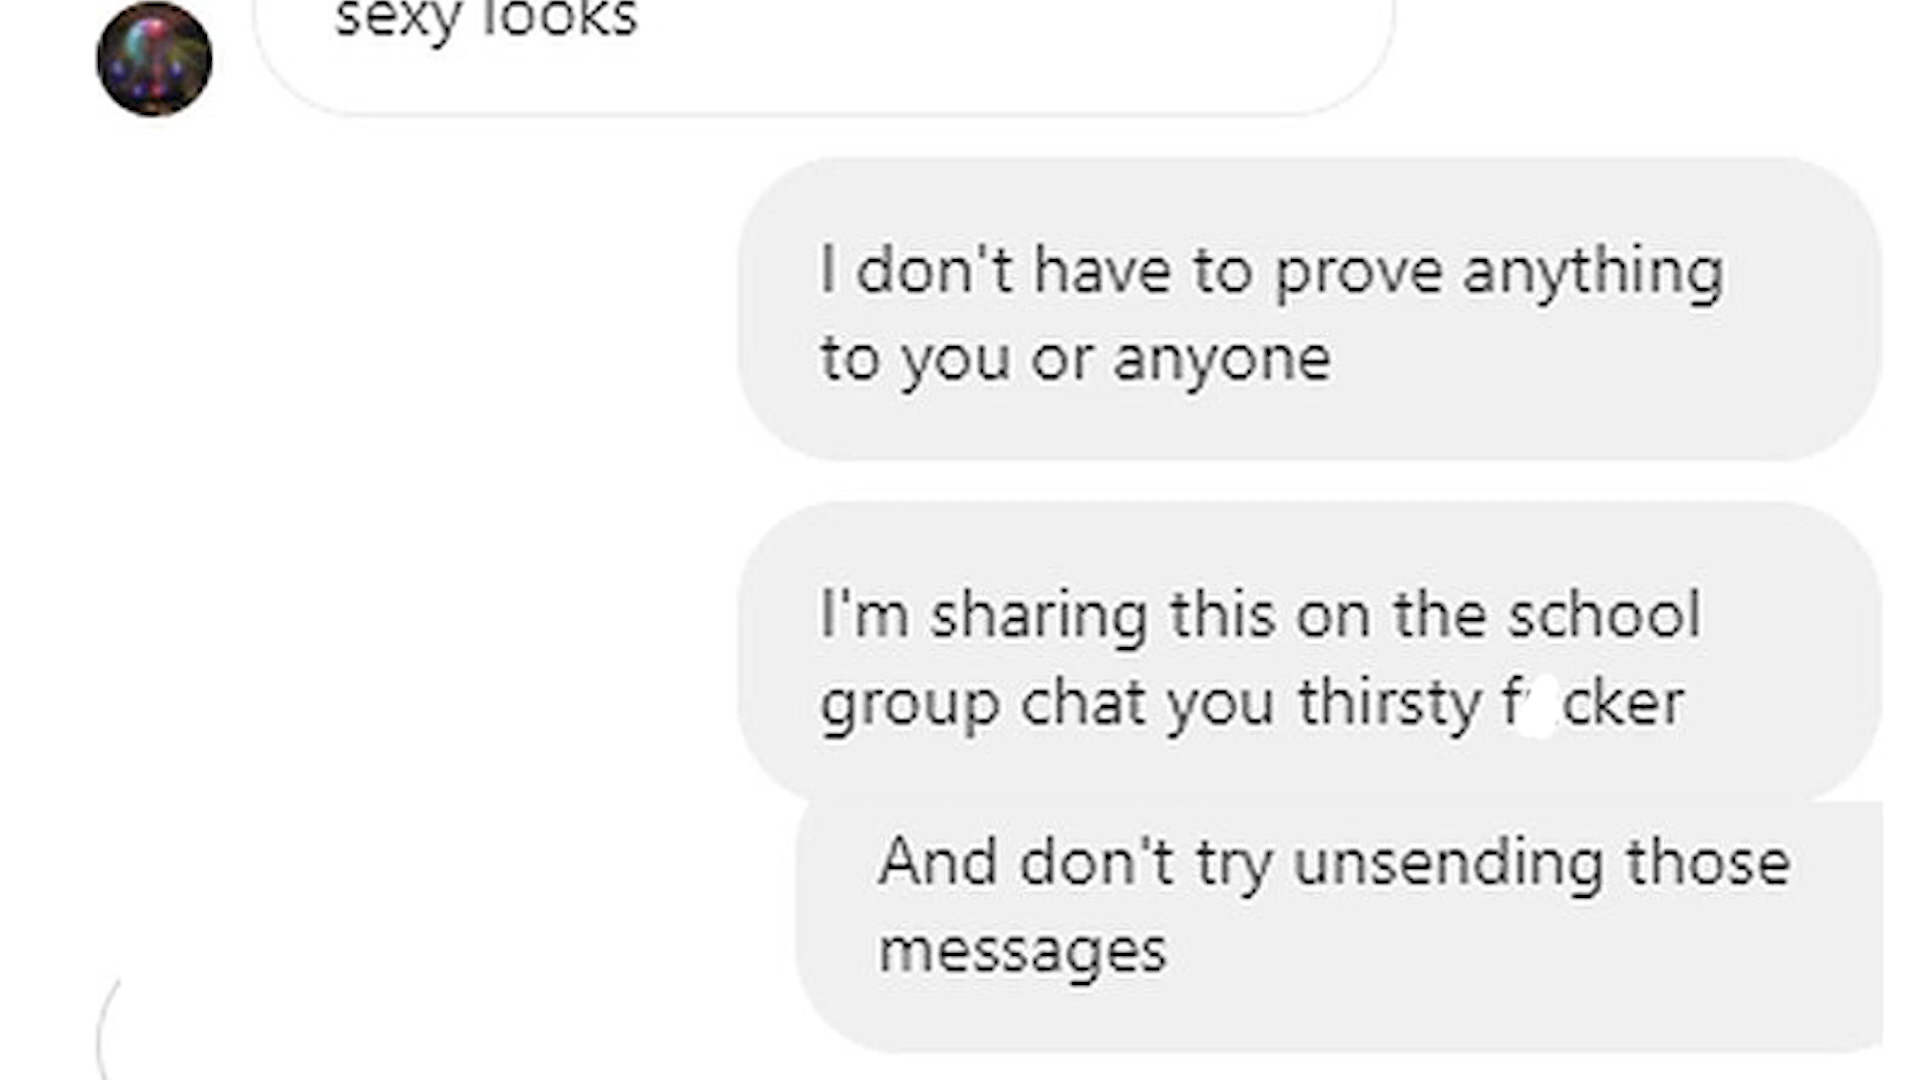 sexy looks
I don't have to prove anything
to you or anyone
I'm sharing this on the school
group chat you thirsty f cker
And don't try unsending those
messages